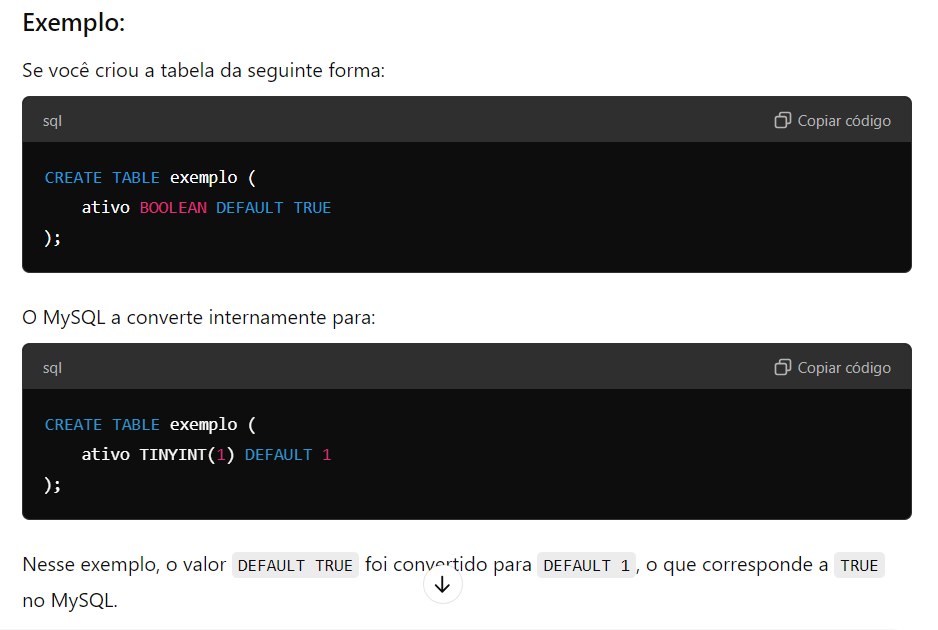 Exemplo:
Se você criou a tabela da seguinte forma:
sql
Copiar código
CREATE TABLE exemplo (
    ativo BOOLEAN DEFAULT TRUE
);
O MySQL a converte internamente para:
sql
Copiar código
CREATE TABLE exemplo (
    ativo TINYINT(1) DEFAULT 1
);
Nesse exemplo, o valor DEFAULT TRUE foi convertido para DEFAULT 1, o que corresponde a TRUE
no MySQL.